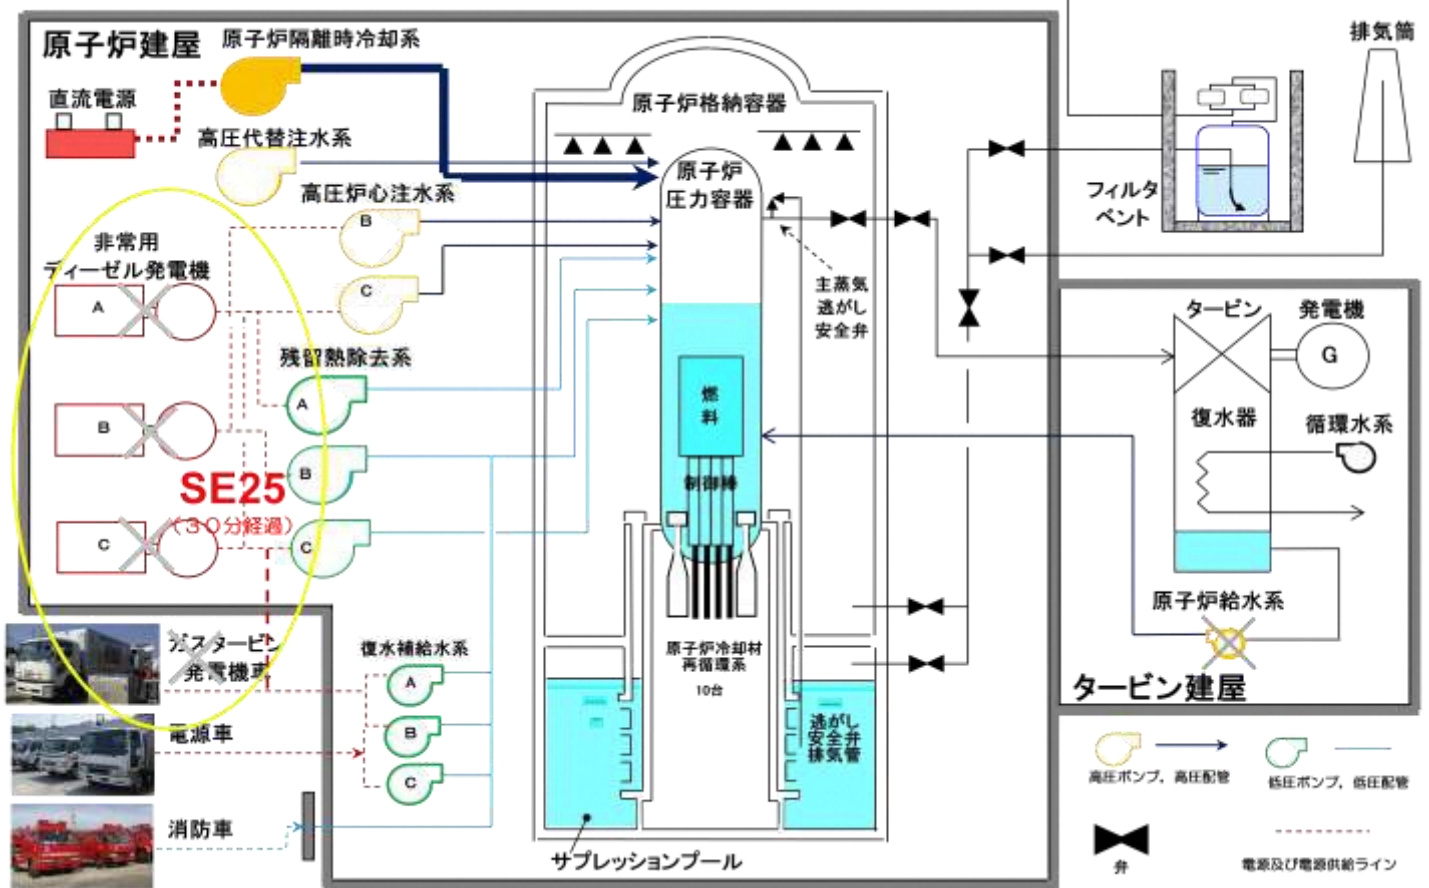 原子炉建屋
原子炉隔離時冷却系
直流電源
高圧代替注水系
高圧炉心注水系
B
C
非常用
ディーゼル発電機
A
B
C
SE25
(30分経過)
残留熱除去系
A
B
C
ガスタービン
発電機車
電源車
消防車
復水補給水系
A
B
C
原子炉格納容器
原子炉
圧力容器
主蒸気
逃がし
安全弁
燃
料
制御棒
原子炉冷却材
再循環系
10台
逃がし
安全弁
排気管
サプレッションプール
排気筒
フィルタ
ベント
タービン
発電機
G
復水器
循環水系
原子炉給水系
タービン建屋
高圧ポンプ、高圧配管
低圧ポンプ、低圧配管
弁
電源及び電源供給ライン